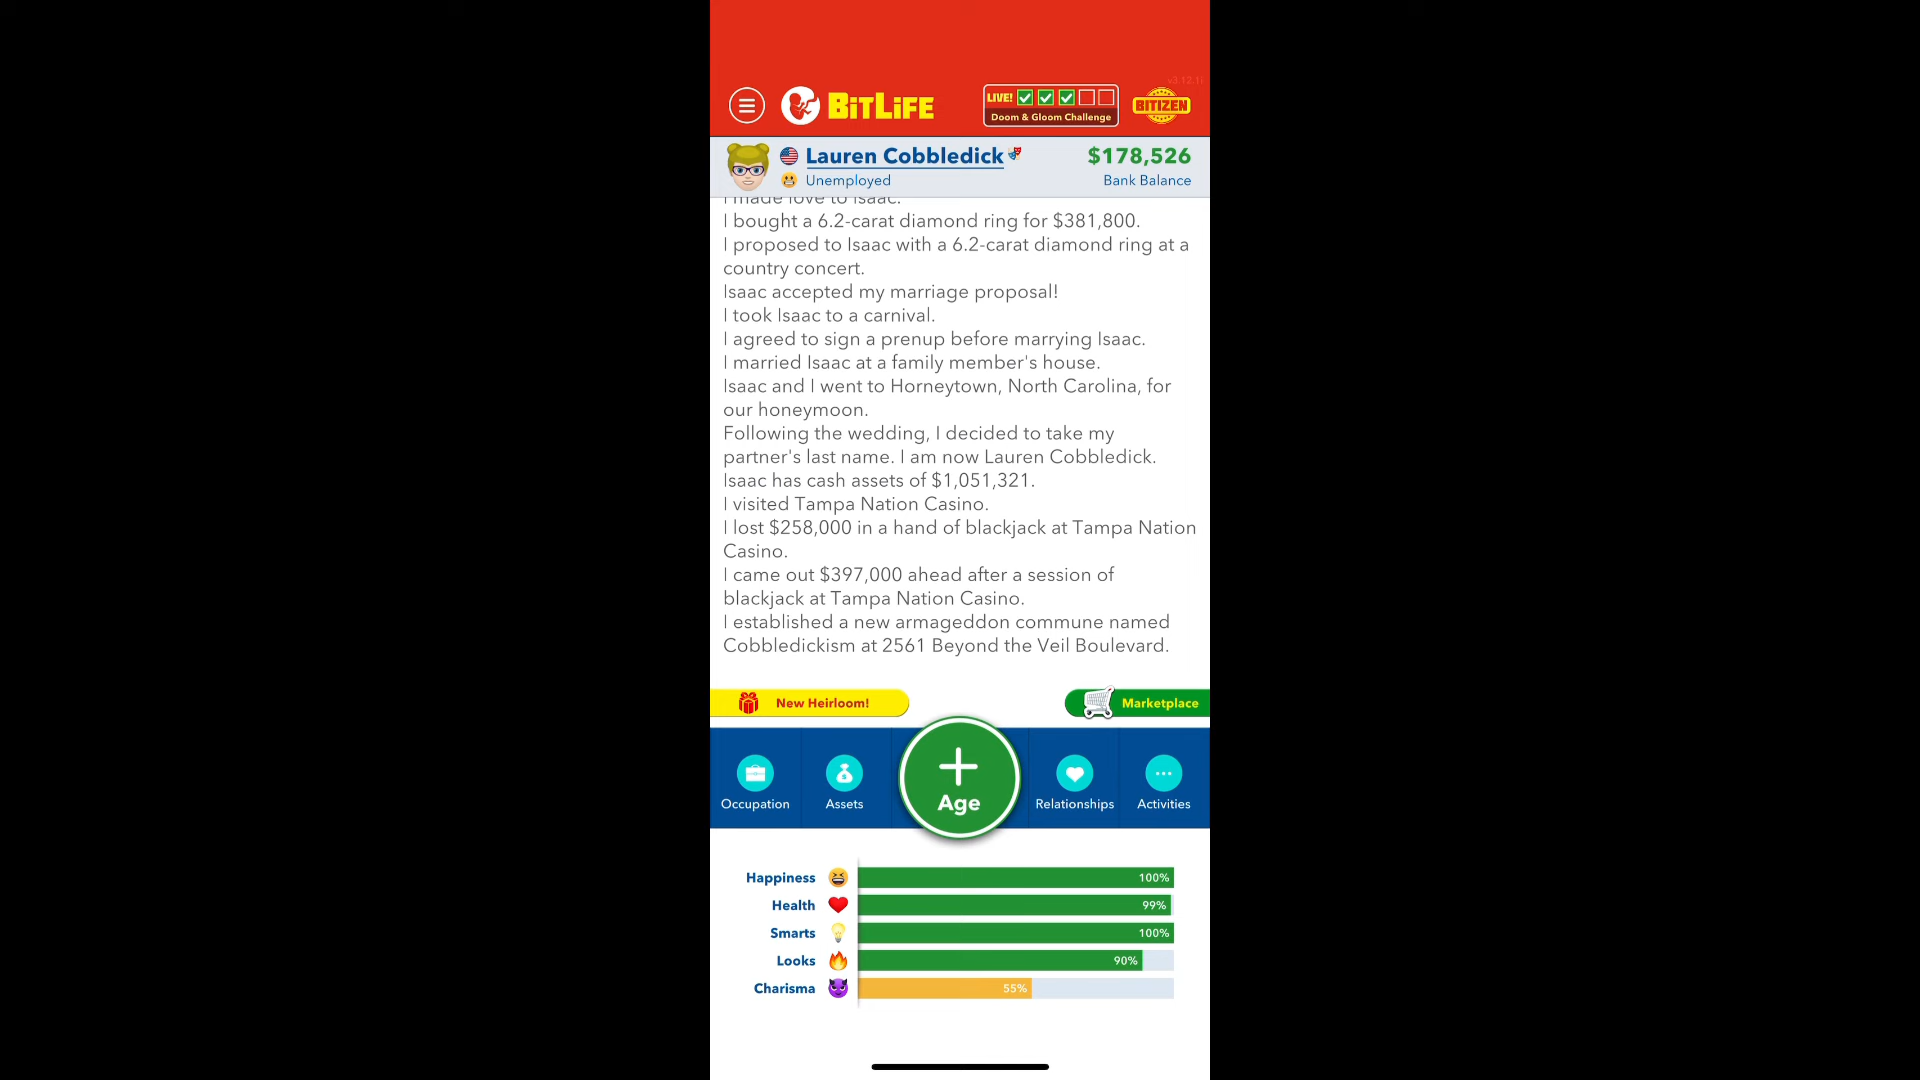 v3.12.1
LIVE!
BITLIFE
Doom & Gloom Challenge
BITIZEN
Lauren Cobbledick
$178,526
Unemployed
Bank Balance
I made love to Isaac.
I bought a 6.2-carat diamond ring for $381,800.
I proposed to Isaac with a 6.2-carat diamond ring at a
country concert.
Isaac accepted my marriage proposal!
I took Isaac to a carnival.
I agreed to sign a prenup before marrying Isaac.
I married Isaac at a family member's house.
Isaac and I went to Horneytown, North Carolina, for
our honeymoon.
Following the wedding, I decided to take my
partner's last name. I am now Lauren Cobbledick.
Isaac has cash assets of $1,051,321.
I visited Tampa Nation Casino.
I lost $258,000 in a hand of blackjack at Tampa Nation
Casino.
I came out $397,000 ahead after a session of
blackjack at Tampa Nation Casino.
I established a new armageddon commune named
Cobbledickism at 2561 Beyond the Veil Boulevard.
New Heirloom!
Marketplace
Occupation
Assets
Age
Relationships
Activities
Happiness
100%
Health
99%
Smarts
100%
Looks
90%
Charisma
55%